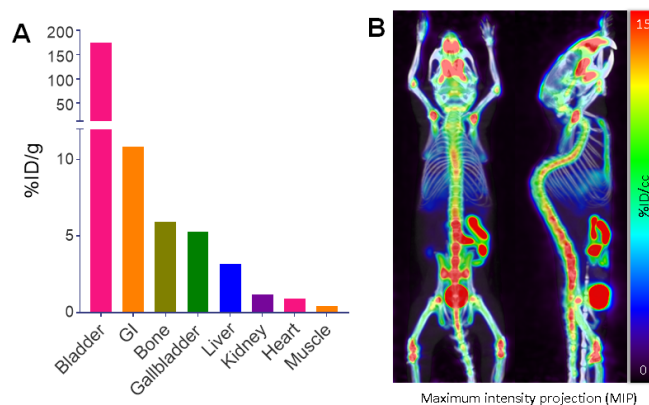 A
%ID/g
200
150
100
50
10
5
0
Bladder
GI
Bone
Gallbladder
Liver
Kidney
Heart
Muscle
B
15
%ID/cc
0
Maximum intensity projection (MIP)